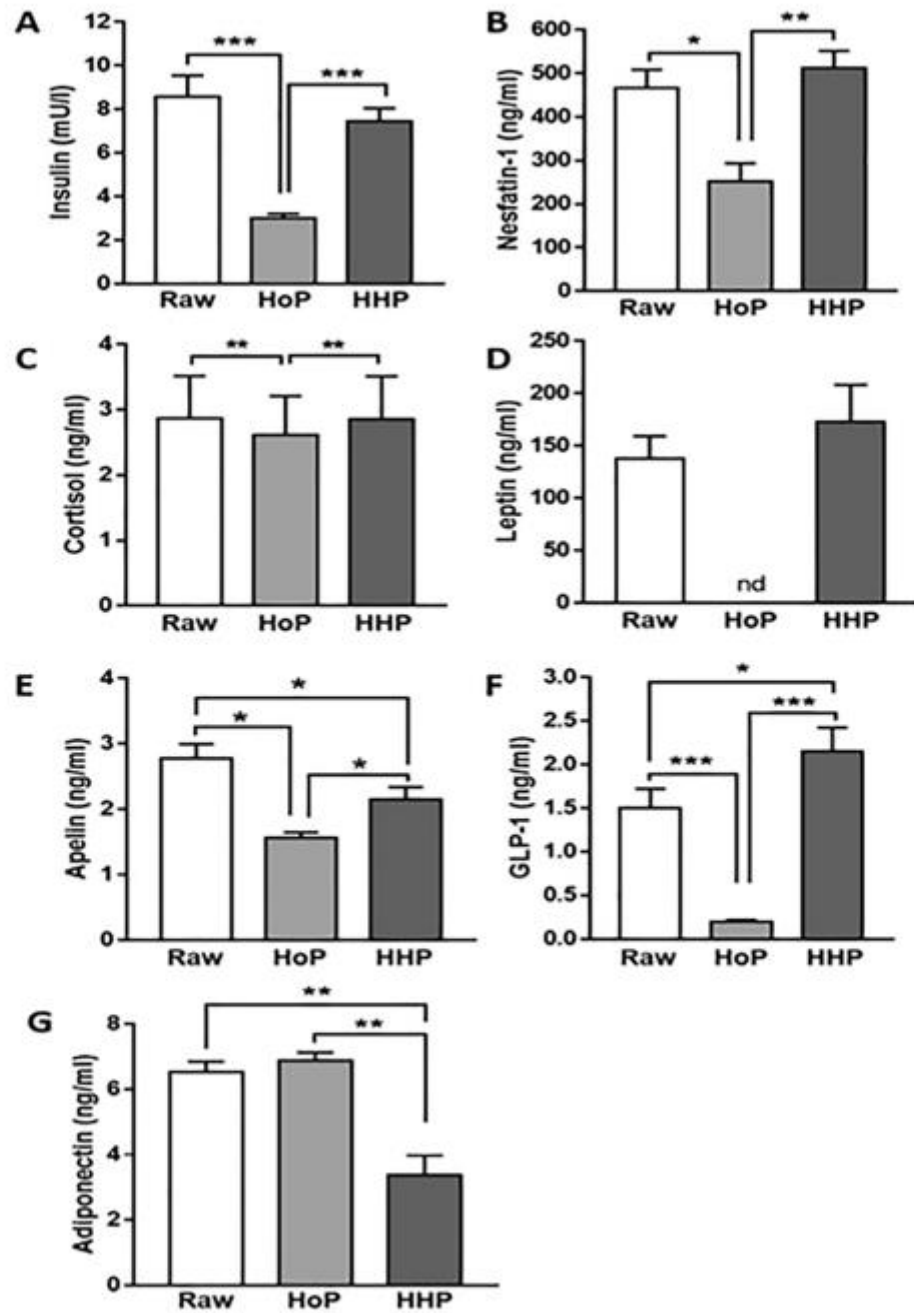 A
Insulin (mU/l)
12
10
8
6
4
2
0
***
***
Raw HoP HHP
B
Nesfatin-1 (ng/ml)
600
500
400
300
200
100
0
*
**
Raw HoP HHP
C
Cortisol (ng/ml)
4
3
2
1
0
**
**
Raw HoP HHP
D
Leptin (ng/ml)
250
200
150
100
50
0
nd
Raw HoP HHP
E
Apelin (ng/ml)
4
3
2
1
0
*
*
*
Raw HoP HHP
F
GLP-1 (ng/ml)
3.0
2.5
2.0
1.5
1.0
0.5
0.0
*
***
***
Raw HoP HHP
G
Adiponectin (ng/ml)
8
6
4
2
0
**
**
Raw HoP HHP